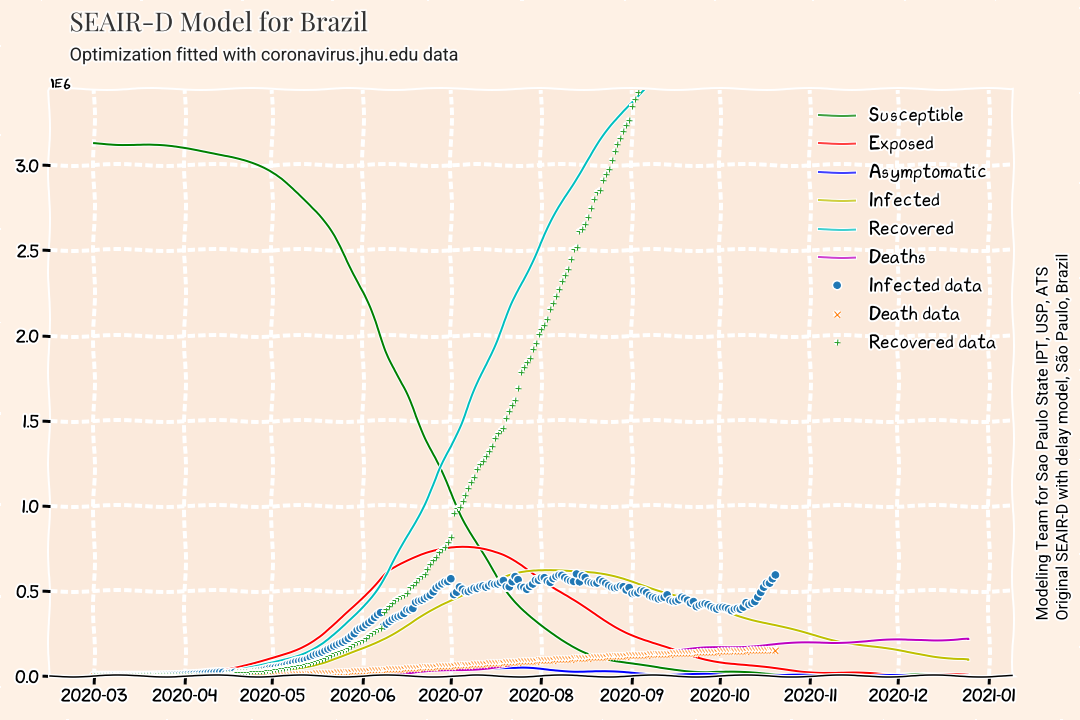 SEAIR-D Model for Brazil
Optimization fitted with coronavirus.jhu.edu data
1E6
3.0
2.5
2.0
1.5
1.0
0.5
0.0
2020-03 2020-04 2020-05 2020-06 2020-07 2020-08 2020-09 2020-10 2020-11 2020-12 2021-01
Susceptible
Exposed
Asymptomatic
Infected
Recovered
Deaths
Infected data
Death data
Recovered data
Modeling Team for Sao Paulo State IPT, USP, ATS
Original SEAIR-D with delay model, São Paulo, Brazil